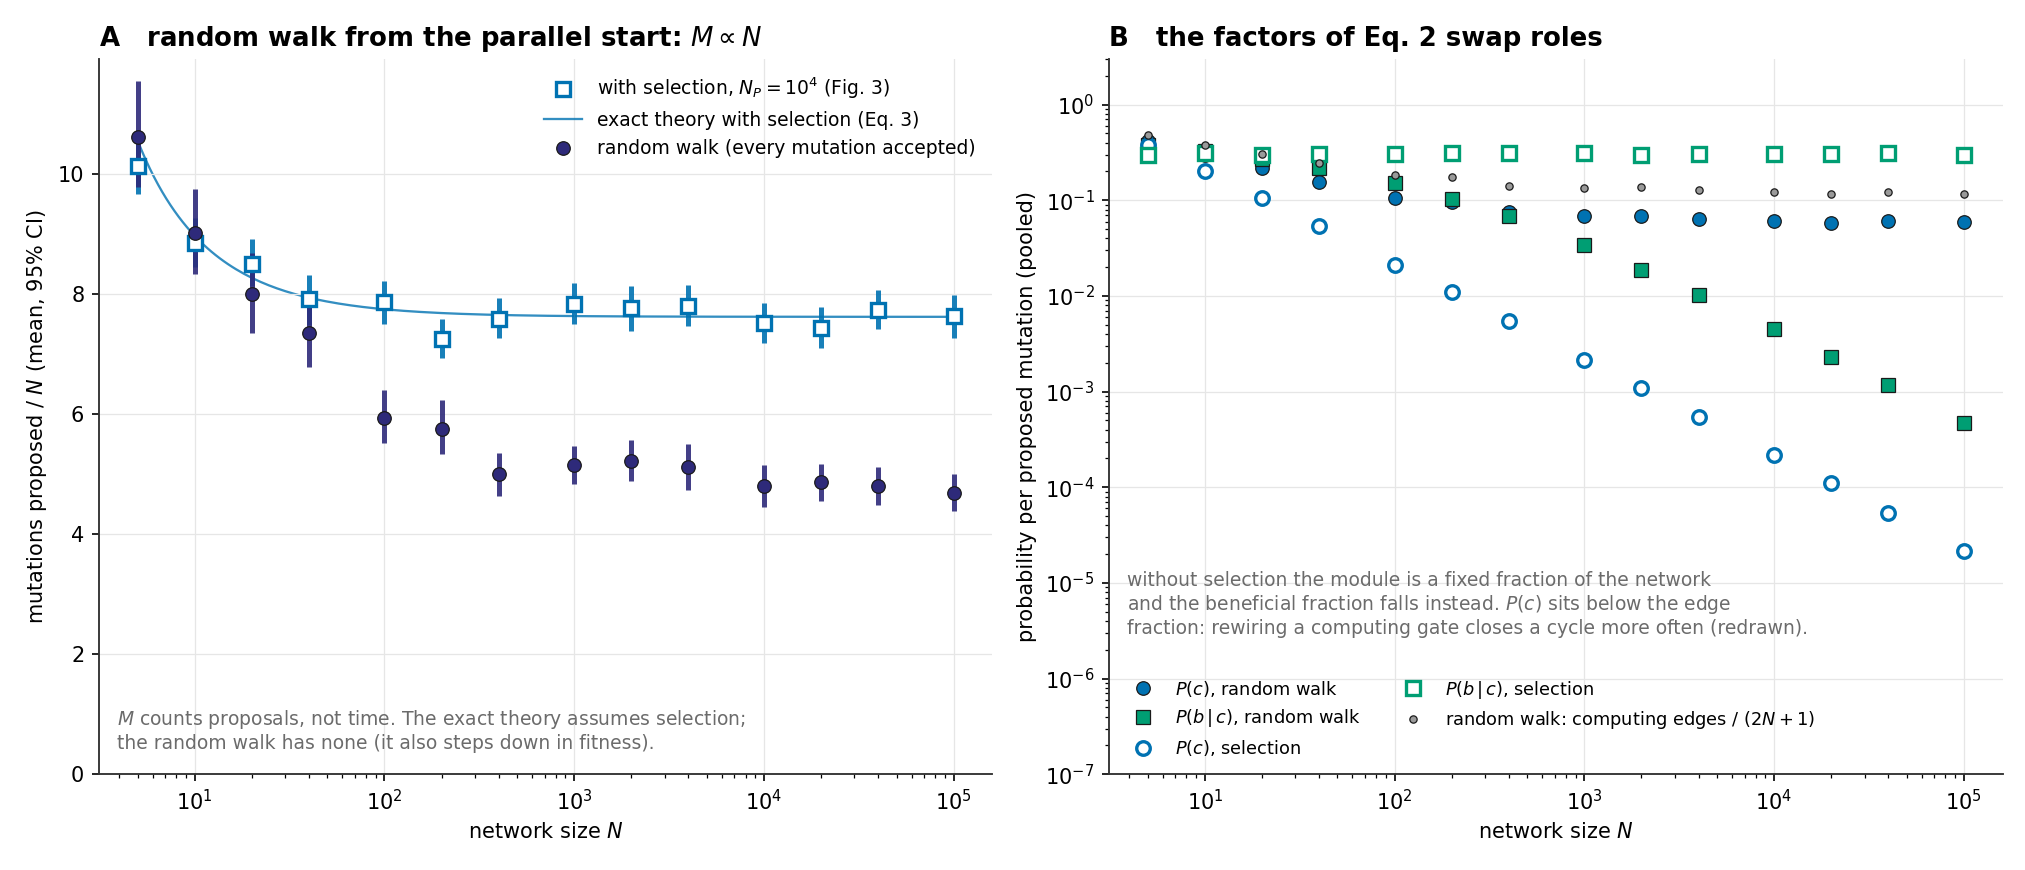 A random walk from the parallel start: M ∝ N
with selection, N_P = 10^4 (Fig. 3)
exact theory with selection (Eq. 3)
random walk (every mutation accepted)
mutations proposed / N (mean, 95% CI)
10
8
6
4
2
0
M counts proposals, not time. The exact theory assumes selection;
the random walk has none (it also steps down in fitness).
10^1 10^2 10^3 10^4 10^5
network size N
B the factors of Eq. 2 swap roles
probability per proposed mutation (pooled)
10^0
10^-1
10^-2
10^-3
10^-4
10^-5
10^-6
10^-7
without selection the module is a fixed fraction of the network
and the beneficial fraction falls instead. P(c) sits below the edge
fraction: rewiring a computing gate closes a cycle more often (redrawn).
P(c), random walk
P(b | c), random walk
P(c), selection
P(b | c), selection
random walk: computing edges / (2N + 1)
10^1 10^2 10^3 10^4 10^5
network size N